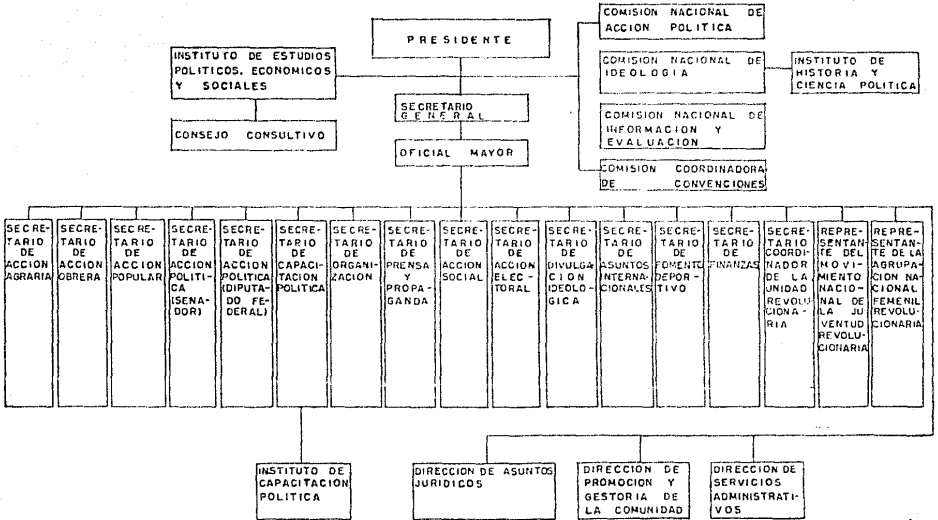 PRESIDENTE
INSTITUTO DE ESTUDIOS
POLITICOS, ECONOMICOS
Y SOCIALES
CONSEJO CONSULTIVO
SECRETARIO
GENERAL
OFICIAL MAYOR
COMISION NACIONAL DE
ACCION POLITICA
COMISION NACIONAL DE
IDEOLOGIA
INSTITUTO DE
HISTORIA Y
CIENCIA POLITICA
COMISION NACIONAL DE
INFORMACION Y
EVALUACION
COMISION COORDINADORA
DE CONVENCIONES
SECRE-
TARIO
DE
ACCION
AGRARIA
SECRE-
TARIO
DE
ACCION
OBRERA
SECRE-
TARIO
DE
ACCION
POPULAR
SECRE-
TARIO
DE
ACCION
POLITI-
CA
(SENA-
DOR)
SECRE-
TARIO
DE
ACCION
POLITICA
(DIPUTA-
DO FE-
DERAL)
SECRE-
TARIO
DE
CAPACI-
TACION
POLITICA
SECRE-
TARIO
DE
ORGANI-
ZACION
SECRE-
TARIO
DE
PRENSA
Y
PROPA-
GANDA
SECRE-
TARIO
DE
ACCION
SOCIAL
SECRE-
TARIO
DE
ACCION
ELEC-
TORAL
SECRE-
TARIO
DE
DIVULGA
CION
IDEOLO-
GICA
SECRE-
TARIO
DE
ASUNTOS
INTERNA-
CIONALES
SECRE-
TARIO
DE
FOMENTO
DEPOR-
TIVO
SECRE-
TARIO
DE
FINANZAS
SECRE-
TARIO
COORDI-
NADOR
DE LA
UNIDAD
REVOLU
CIONA-
RIA
REPRE-
SENTAN-
TE DEL
MOVI-
MIENTO
NACIO-
NAL DE
LA JU
VENTUD
REVOLU-
CIONARIA
REPRE-
SENTAN-
TE DE LA
AGRUPA-
CION NA-
CIONAL
FEMENIL
REVOLU-
CIONARIA
INSTITUTO DE
CAPACITACION
POLITICA
DIRECCION DE ASUNTOS
JURIDICOS
DIRECCION DE
PROMOCION Y
GESTORIA DE
LA COMUNIDAD
DIRECCION DE
SERVICIOS
ADMINISTRATI-
VOS